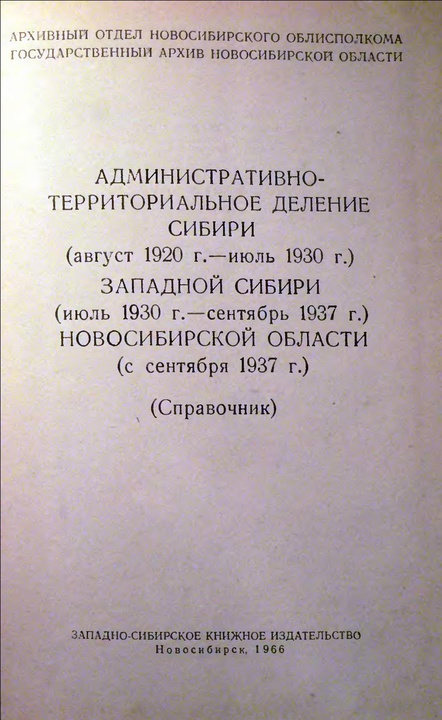 АРХИВНЫЙ ОТДЕЛ НОВОСИБИРСКОГО ОБЛИСПОЛКОМА
ГОСУДАРСТВЕННЫЙ АРХИВ НОВОСИБИРСКОЙ ОБЛАСТИ
АДМИНИСТРАТИВНО-
ТЕРРИТОРИАЛЬНОЕ ДЕЛЕНИЕ
СИБИРИ
(август 1920 г.—июль 1930 г.)
ЗАПАДНОЙ СИБИРИ
(июль 1930 г.—сентябрь 1937 г.)
НОВОСИБИРСКОЙ ОБЛАСТИ
(с сентября 1937 г.)
(Справочник)
ЗАПАДНО-СИБИРСКОЕ КНИЖНОЕ ИЗДАТЕЛЬСТВО
Новосибирск, 1966